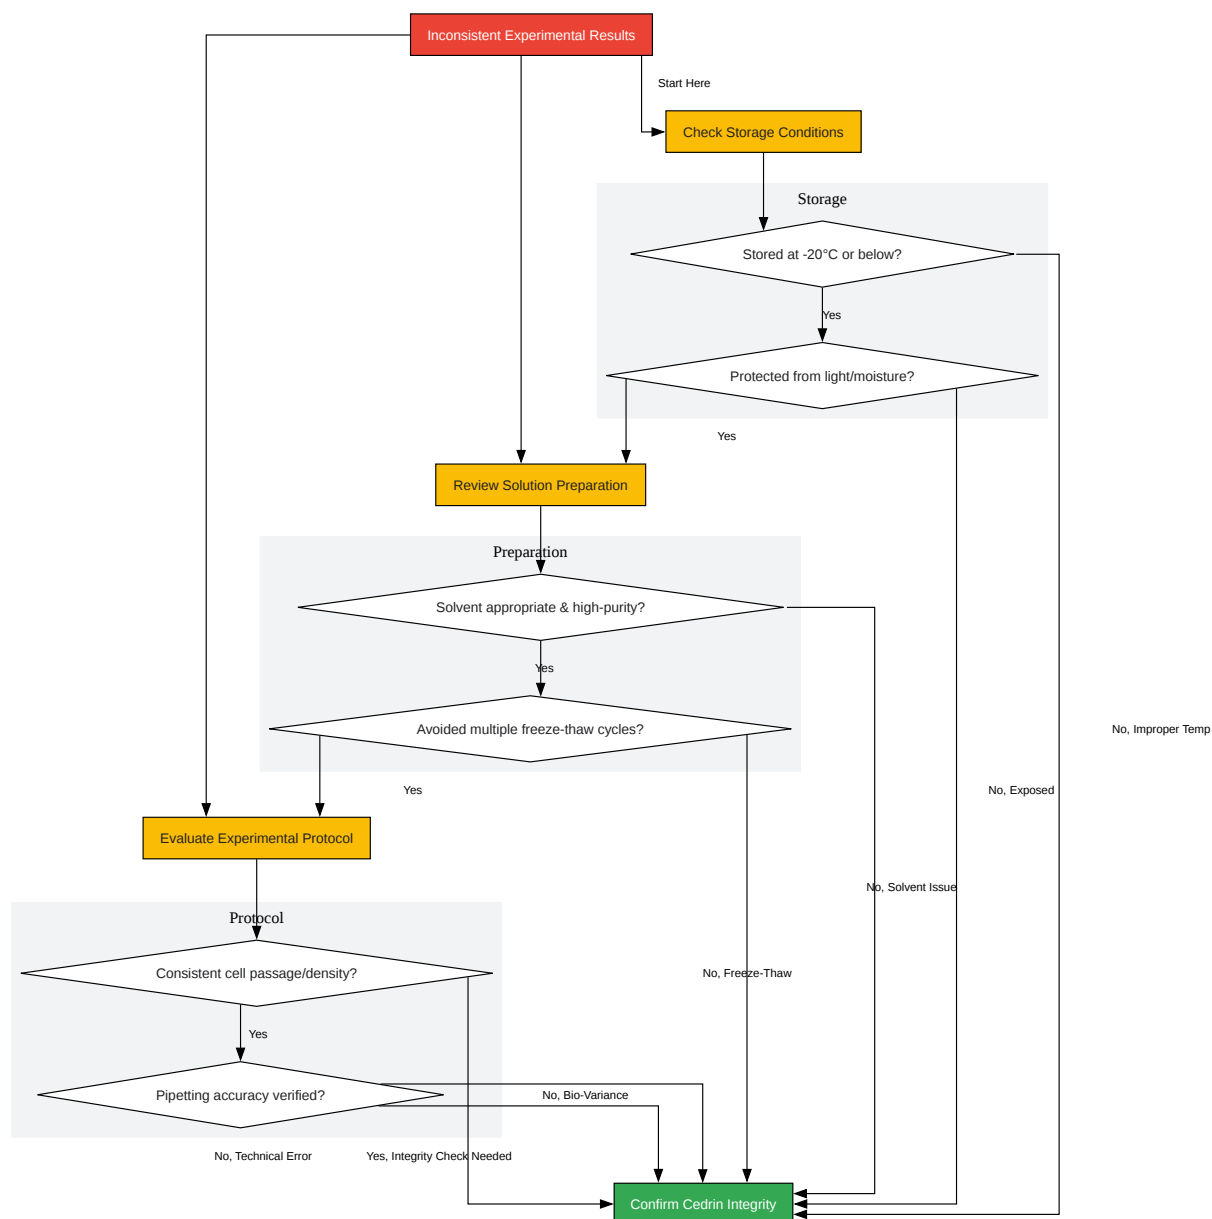 Inconsistent Experimental Results
Start Here
Check Storage Conditions
Storage
Stored at -20°C or below?
Yes
Protected from light/moisture?
Yes
Review Solution Preparation
Preparation
Solvent appropriate & high-purity?
Yes
Avoided multiple freeze-thaw cycles?
No, Improper Temp
Yes
No, Exposed
Evaluate Experimental Protocol
No, Solvent Issue
Protocol
Consistent cell passage/density?
No, Freeze-Thaw
Yes
Pipetting accuracy verified?
No, Bio-Variance
No, Technical Error
Yes, Integrity Check Needed
Confirm Cedrin Integrity